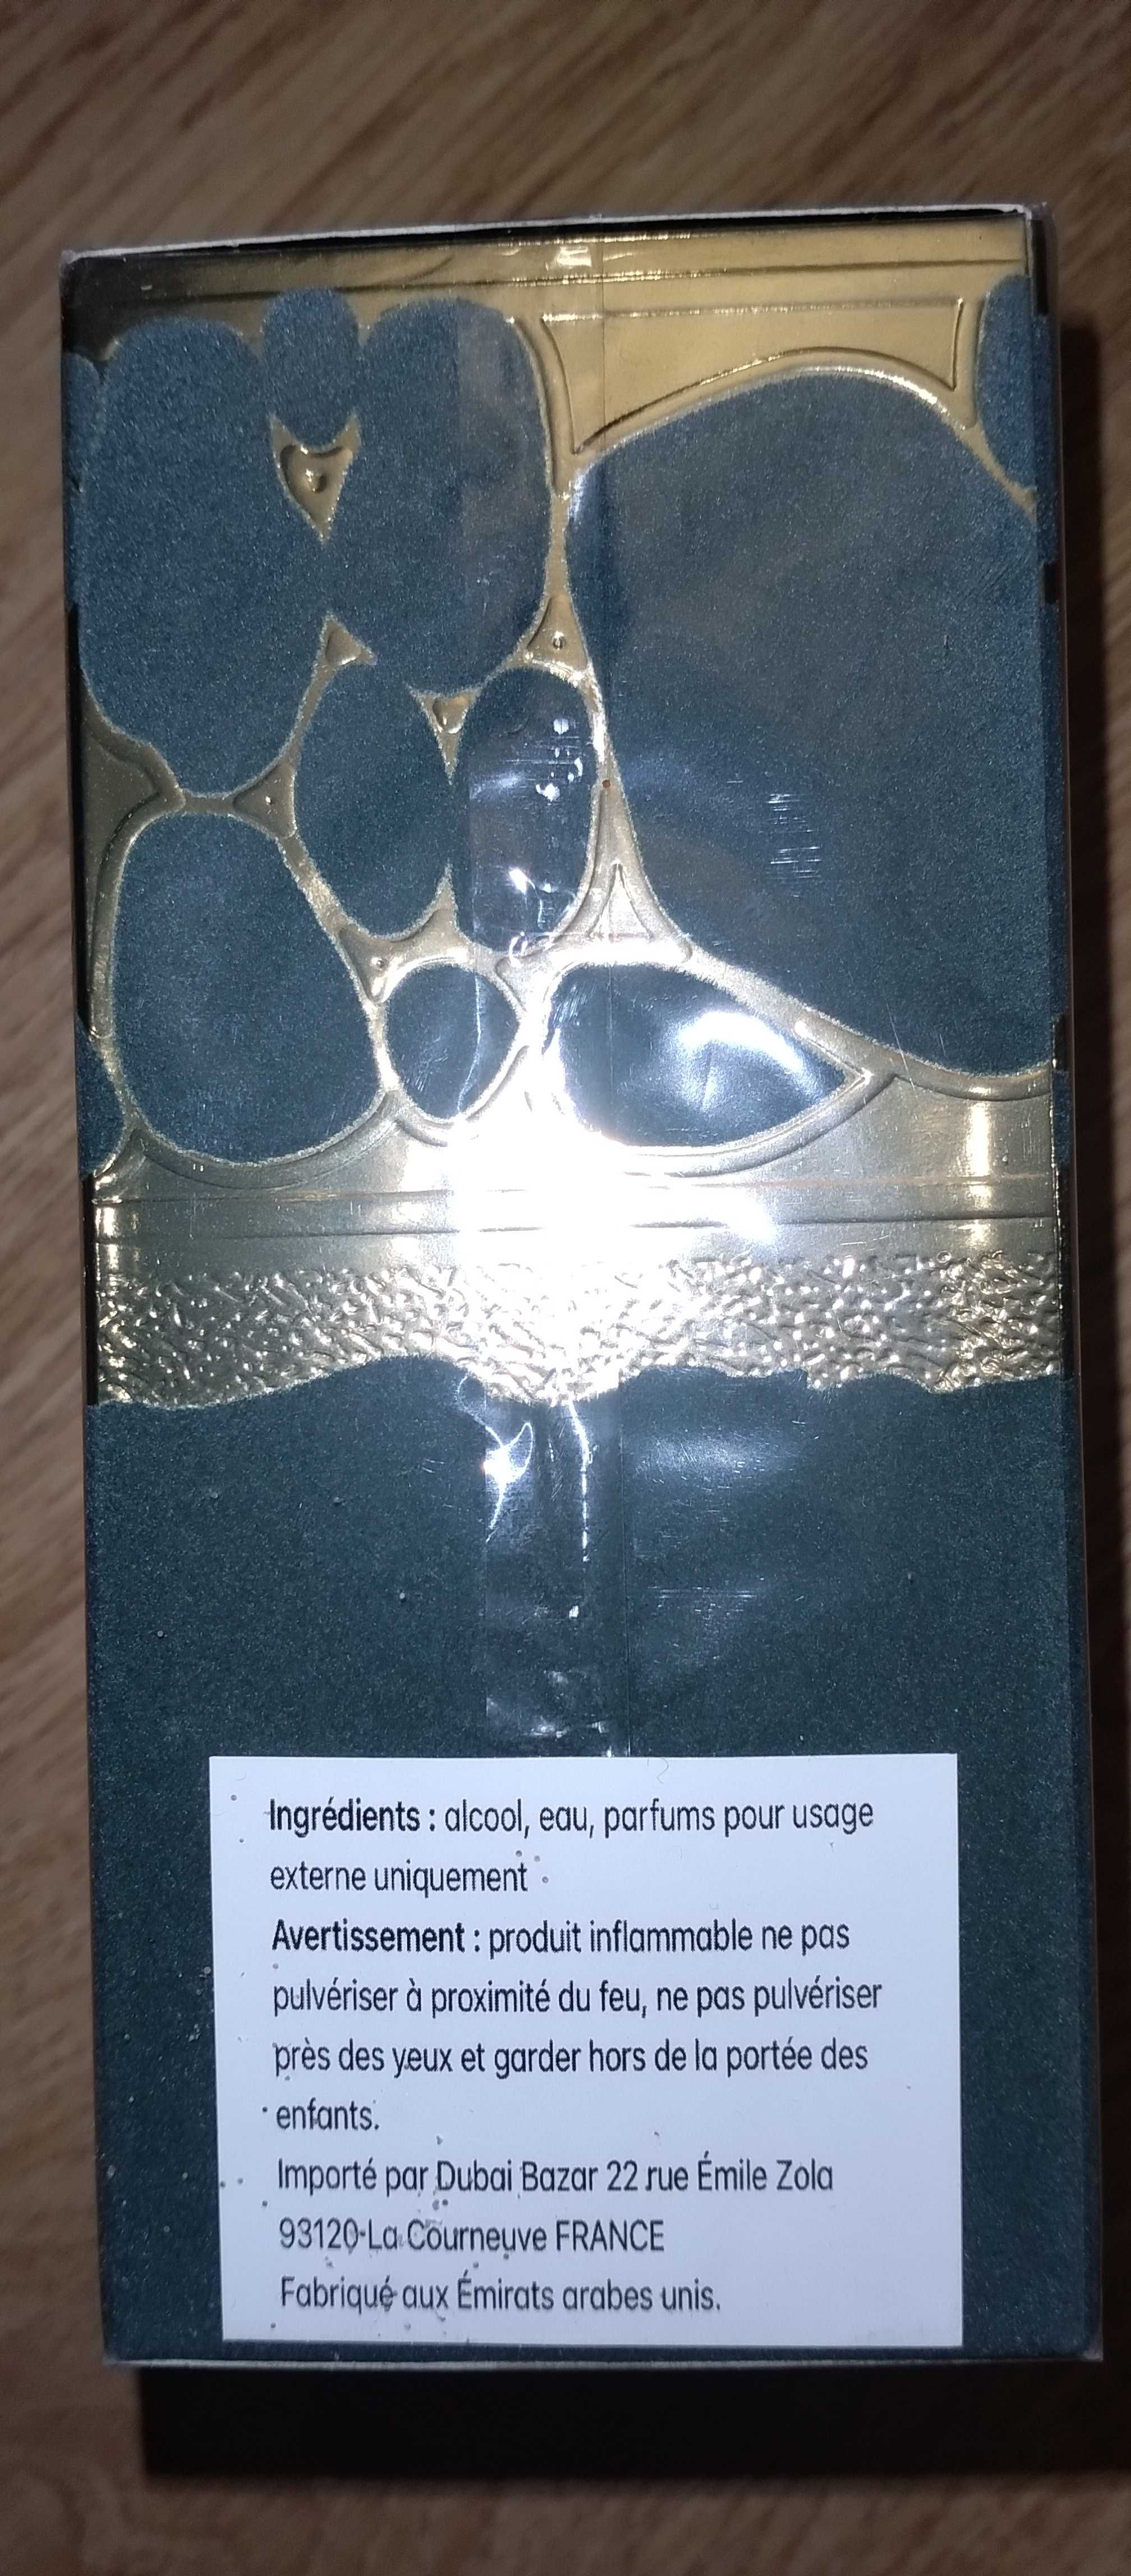 Ingrédients : alcool, eau, parfums pour usage
externe uniquement
Avertissement : produit inflammable ne pas
pulvériser à proximité du feu, ne pas pulvériser
près des yeux et garder hors de la portée des
enfants.
Importé par Dubai Bazar 22 rue Émile Zola
93120 La Courneuve FRANCE
Fabriqué aux Émirats arabes unis.